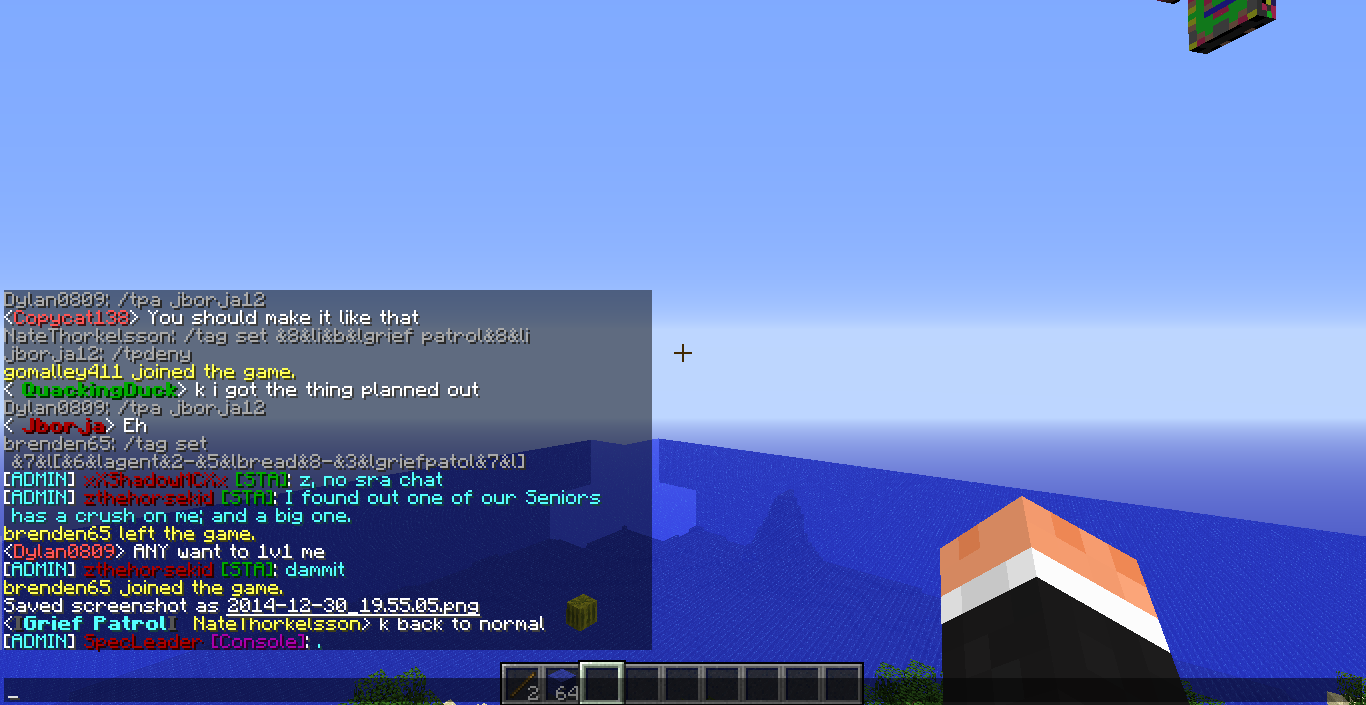 Dylan0809: /tpa jborja12
<Copycat138> You should make it like that
NateThorkelsson: /tag set &8&li&b&lgrief patrol&8&li
jborja12: /tpdeny
gomalley411 joined the game.
< QuackingDuck> k i got the thing planned out
Dylan0809: /tpa jborja12
< Jborja> Eh
brenden65: /tag set
&7&l[&6&lagent&2-&5&lbread&8-&3&lgriefpatol&7&l]
[ADMIN] xXShadowMCXx [STA]: z, no sra chat
[ADMIN] zthehorsekid [STA]: I found out one of our Seniors
has a crush on me; and a big one.
brenden65 left the game.
<Dylan0809> ANY want to 1v1 me
[ADMIN] zthehorsekid [STA]: dammit
brenden65 joined the game.
Saved screenshot as 2014-12-30_19.55.05.png
<IGrief PatrolI NateThorkelsson> k back to normal
[ADMIN] SpecLeader [Console]: .
2 64
_